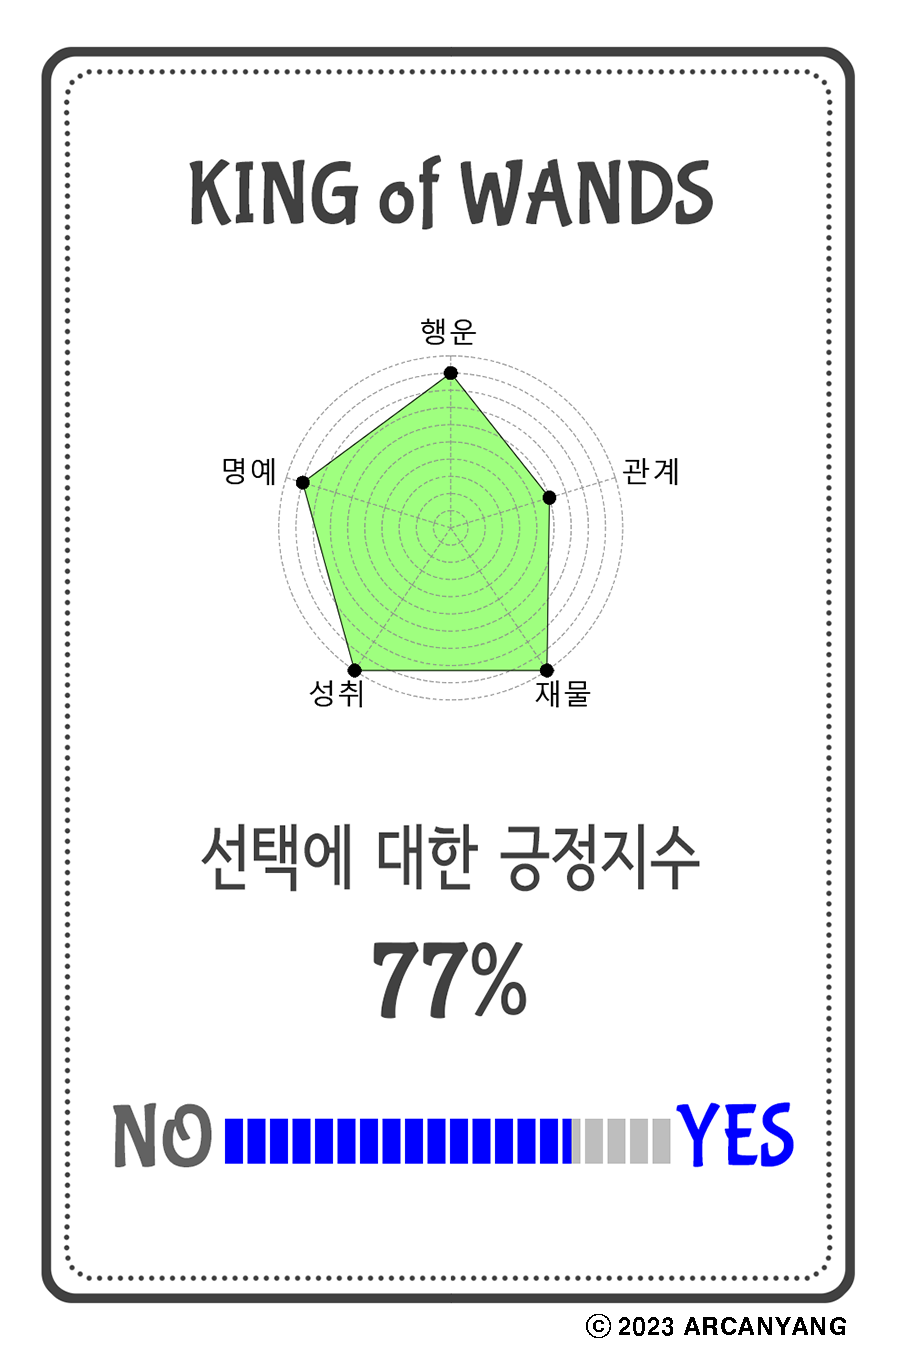 KING of WANDS
행운
명예
관계
성취
재물
선택에 대한 긍정지수
77%
NO YES
© 2023 ARCANYANG